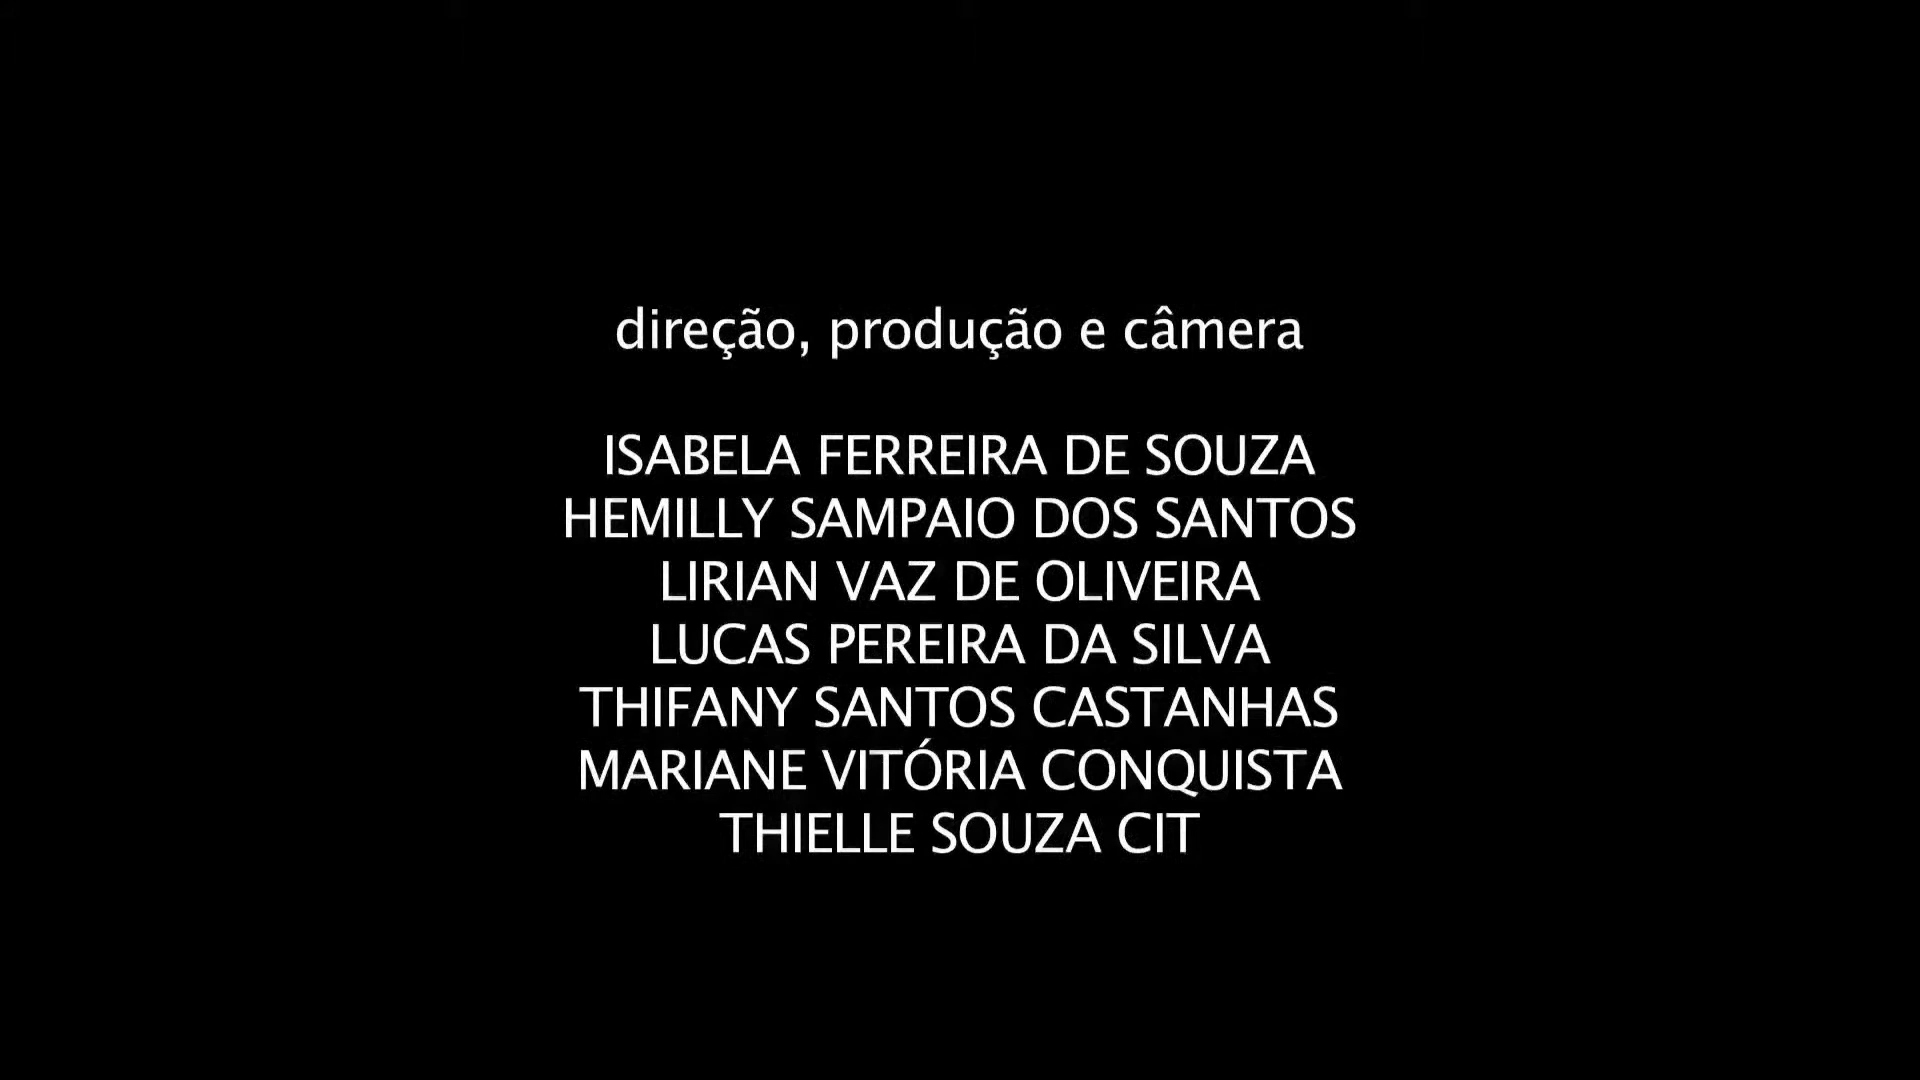 direção, produção e câmera
ISABELA FERREIRA DE SOUZA
HEMILLY SAMPAIO DOS SANTOS
LIRIAN VAZ DE OLIVEIRA
LUCAS PEREIRA DA SILVA
THIFANY SANTOS CASTANHAS
MARIANE VITÓRIA CONQUISTA
THIELLE SOUZA CIT